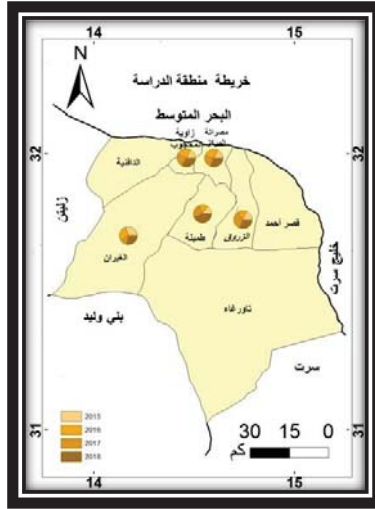 14 15
N
خريطة منطقة الدراسة
البحر المتوسط
زاوية
المحجوب
مصراتة
32 32
الدافنية
زليتن
قصر أحمد
الزروق
طمينة
الغيران
خليج سرت
تاورغاء
بني وليد
سرت
2015
2016
2017
2018
31 31
30 15 0
كم
14 15